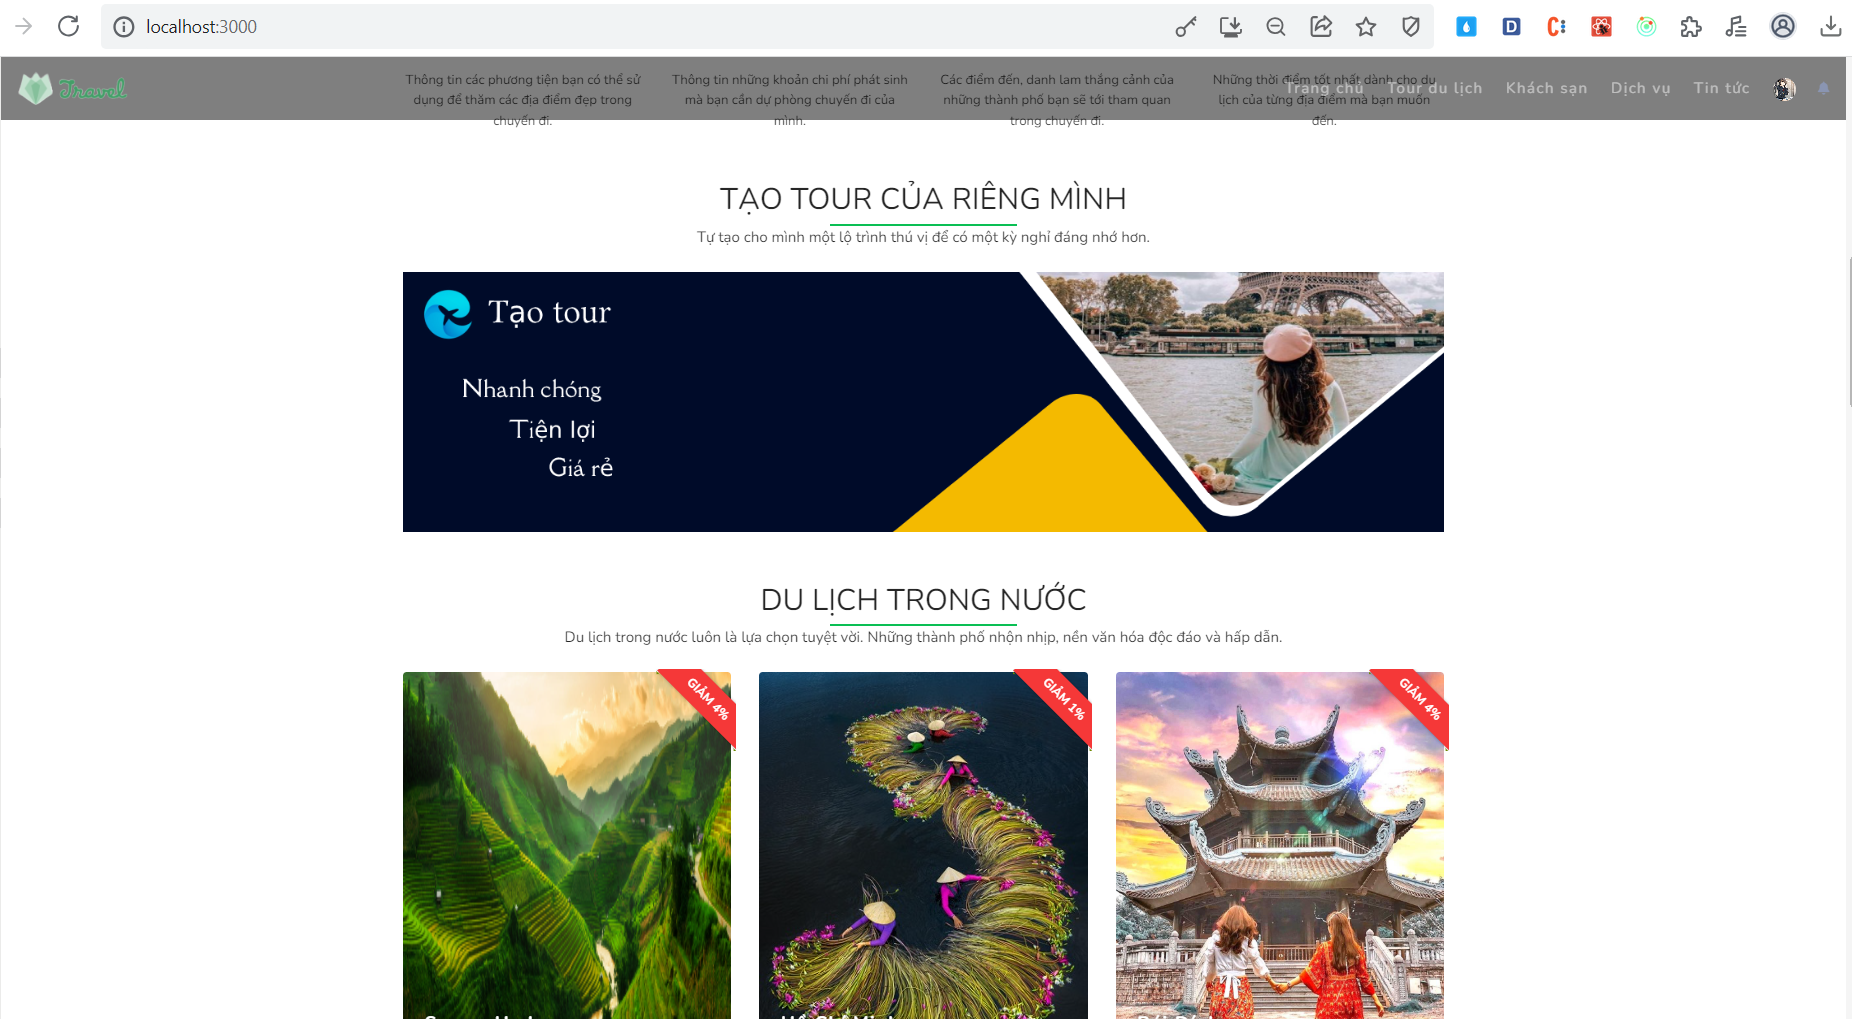 localhost:3000
Travel
Thông tin các phương tiện bạn có thể sử
dụng để thăm các địa điểm đẹp trong
chuyến đi.
Thông tin những khoản chi phí phát sinh
mà bạn cần dự phòng chuyến đi của
mình.
Các điểm đến, danh lam thắng cảnh của
những thành phố bạn sẽ tới tham quan
trong chuyến đi.
Những thời điểm tốt nhất dành cho du
lịch của từng địa điểm mà bạn muốn
đến.
Trang chủ Tour du lịch Khách sạn Dịch vụ Tin tức
TẠO TOUR CỦA RIÊNG MÌNH
Tự tạo cho mình một lộ trình thú vị để có một kỳ nghỉ đáng nhớ hơn.
Tạo tour
Nhanh chóng
Tiện lợi
Giá rẻ
DU LỊCH TRONG NƯỚC
Du lịch trong nước luôn là lựa chọn tuyệt vời. Những thành phố nhộn nhịp, nền văn hóa độc đáo và hấp dẫn.
GIẢM 4%
GIẢM 1%
GIẢM 4%